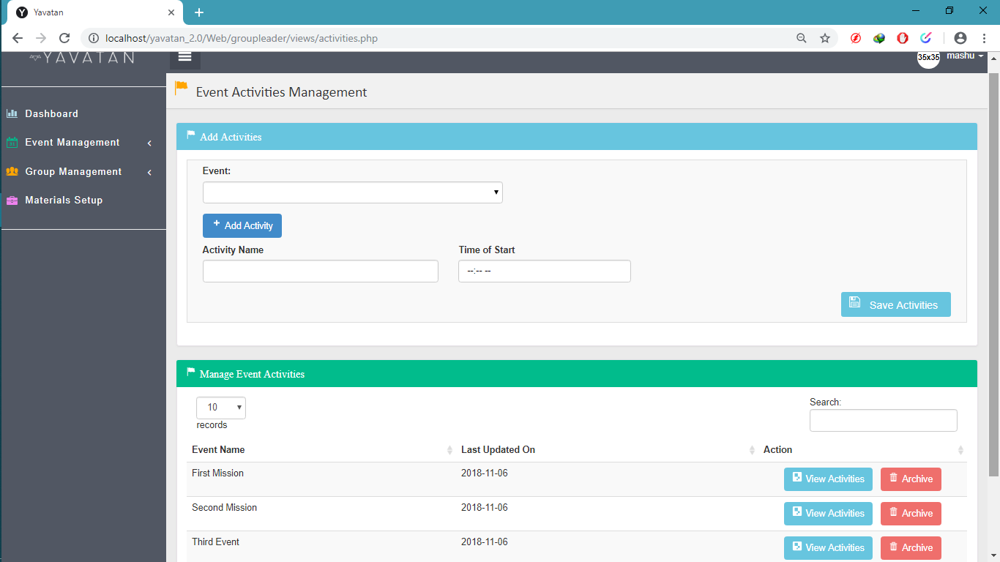 Yavatan
localhost/yavatan_2.0/Web/groupleader/views/activities.php
YAVATAN
35x35
mashu
Event Activities Management
Dashboard
Event Management
Group Management
Materials Setup
Add Activities
Event:
+ Add Activity
Activity Name
Time of Start
--:-- --
Save Activities
Manage Event Activities
10
records
Search:
Event Name Last Updated On Action
First Mission 2018-11-06 View Activities Archive
Second Mission 2018-11-06 View Activities Archive
Third Event 2018-11-06 View Activities Archive